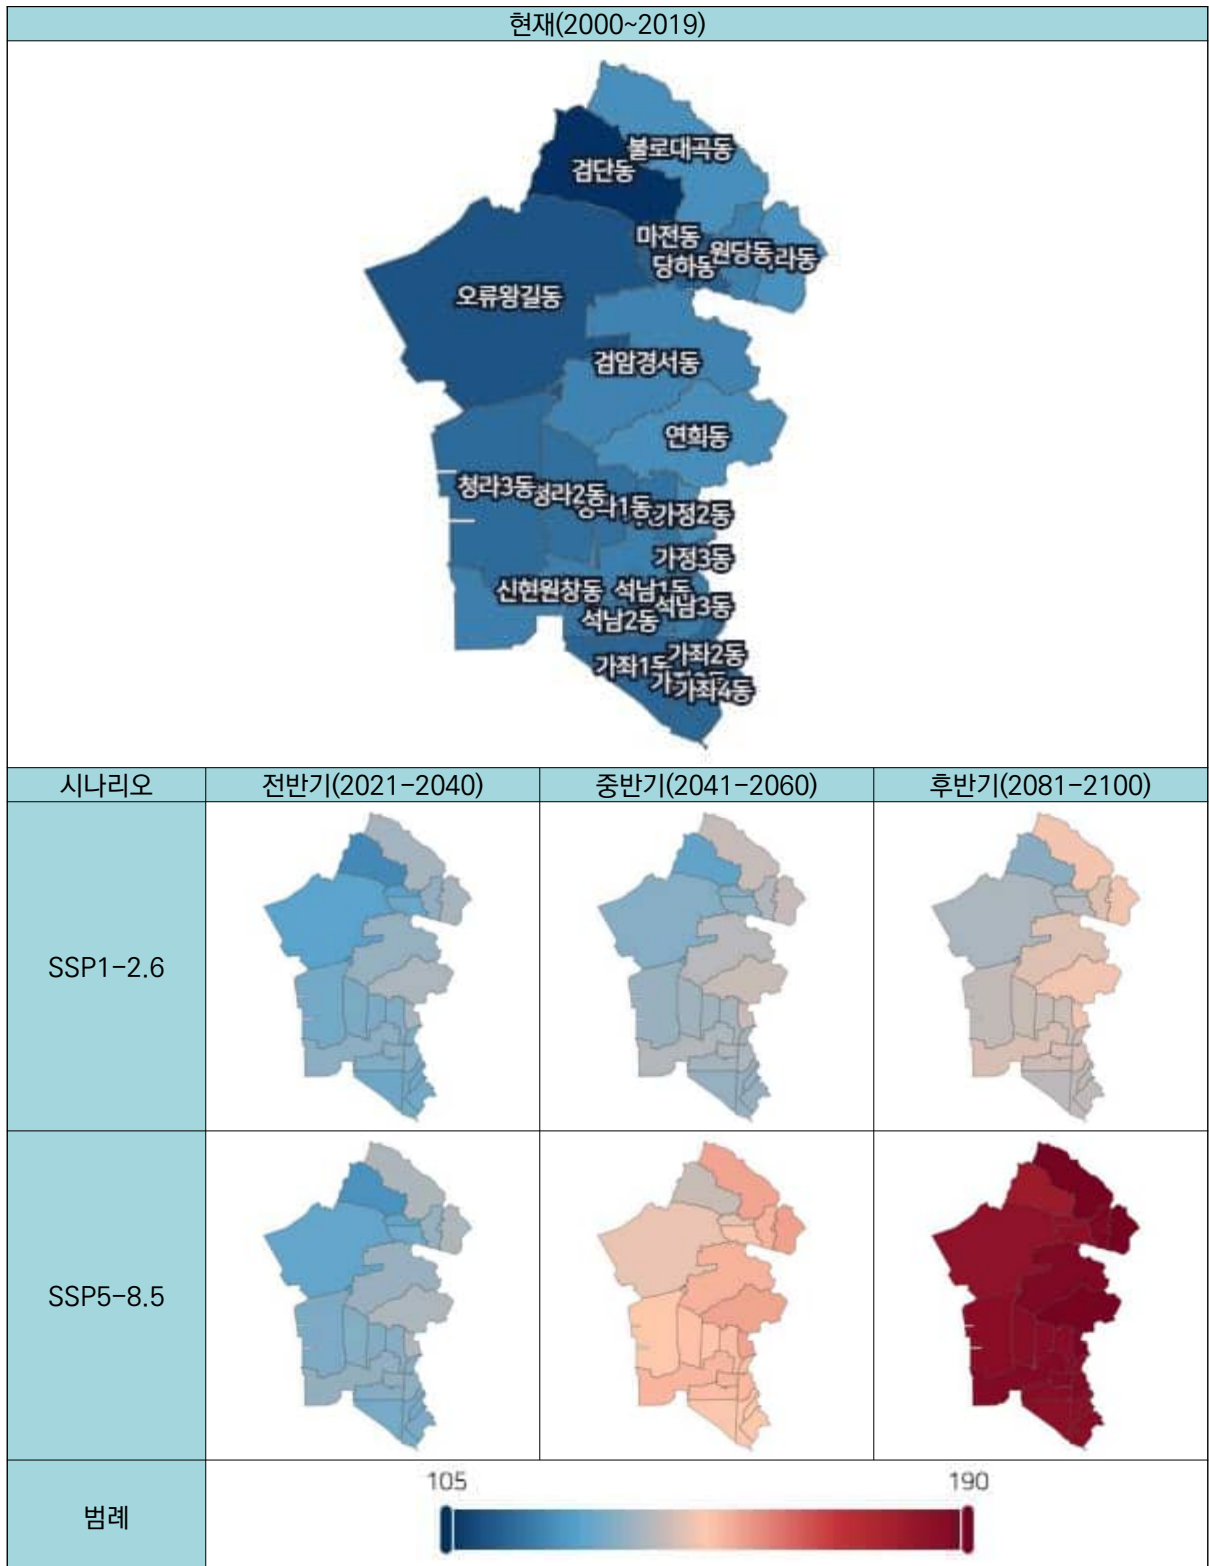 현재(2000~2019)
불로대곡동
검단동
마전동
원당동
라동
당하동
오류왕길동
검암경서동
연희동
청라3동
청라2동
1동
가정2동
가정3동
신현원창동
석남1동
석남3동
석남2동
가좌2동
가좌1동
가좌4동
시나리오 전반기(2021-2040) 중반기(2041-2060) 후반기(2081-2100)
SSP1-2.6
SSP5-8.5
범례
105 190